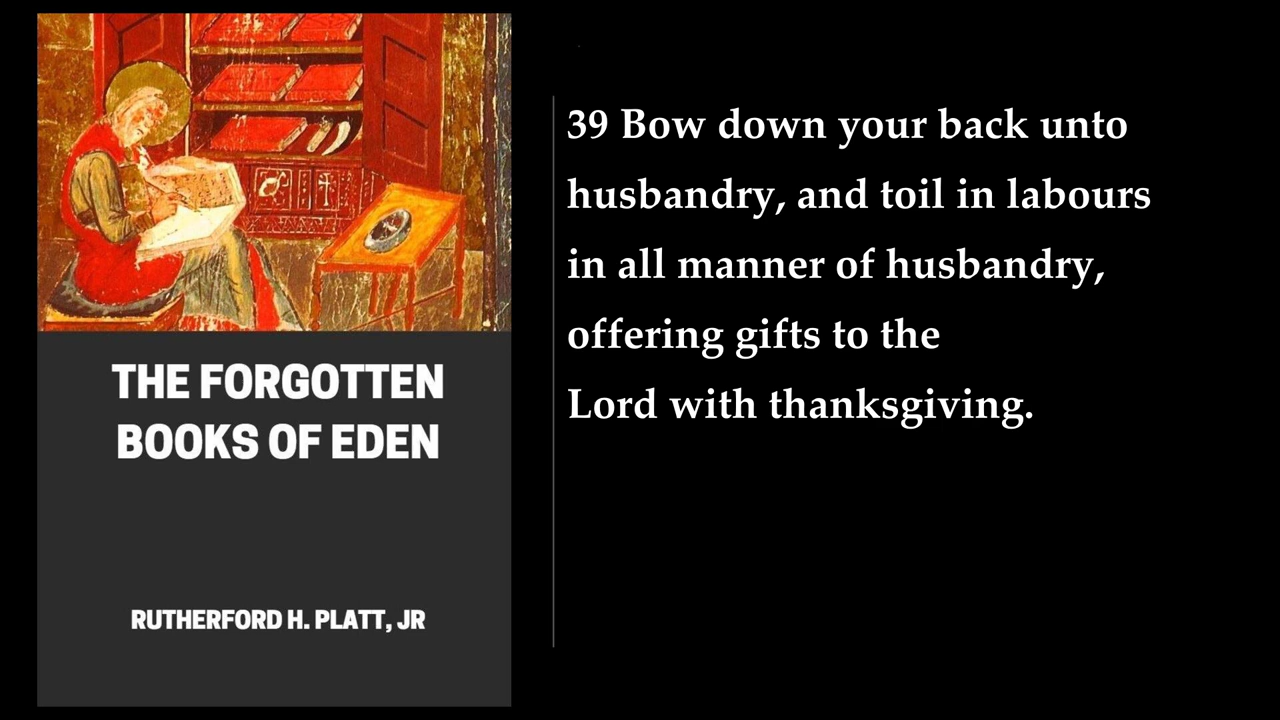 THE FORGOTTEN
BOOKS OF EDEN
RUTHERFORD H. PLATT, JR
39 Bow down your back unto
husbandry, and toil in labours
in all manner of husbandry,
offering gifts to the
Lord with thanksgiving.